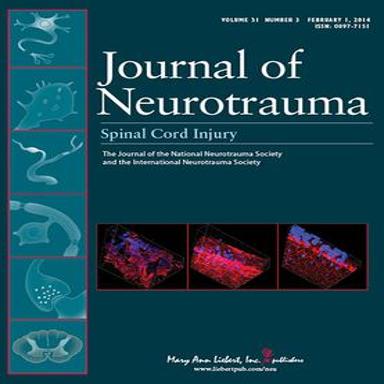 VOLUME 31 NUMBER 3 FEBRUARY 1, 2014
ISSN: 0897-7151
Journal of
Neurotrauma
Spinal Cord Injury
The Journal of the National Neurotrauma Society
and the International Neurotrauma Society
Mary Ann Liebert, Inc. publishers
www.liebertpub.com/neu